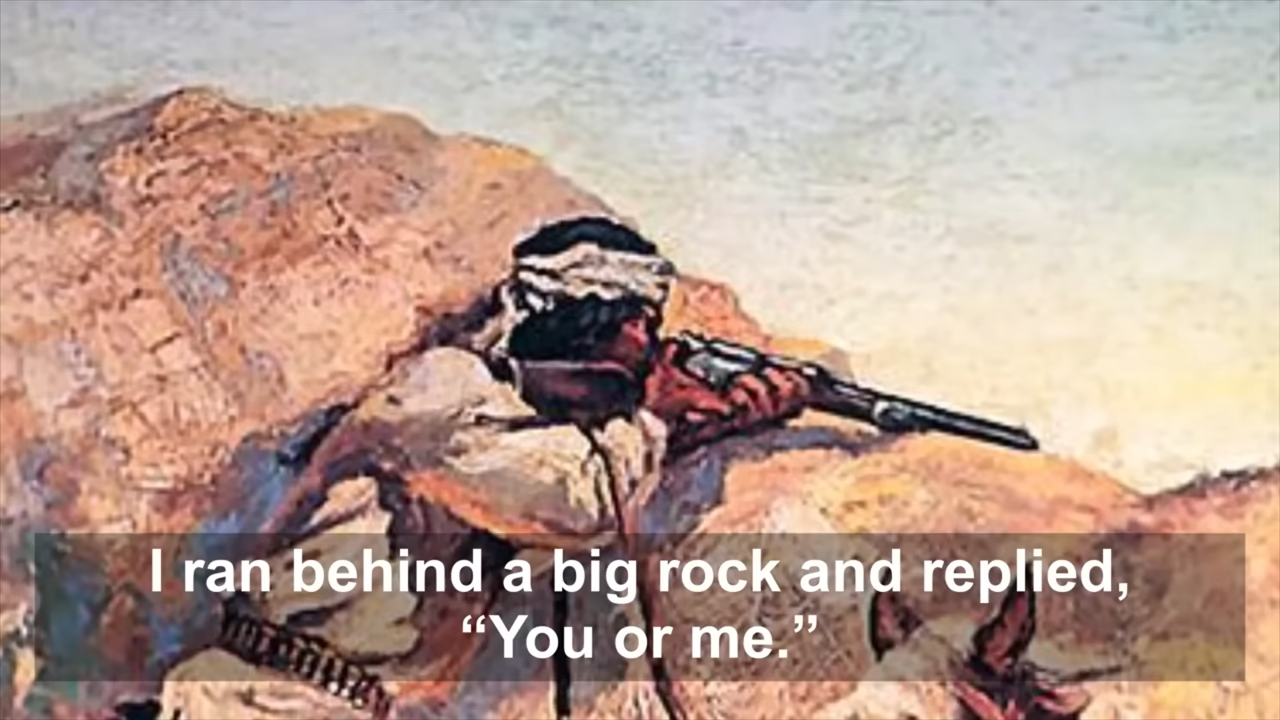 I ran behind a big rock and replied,
“You or me.”